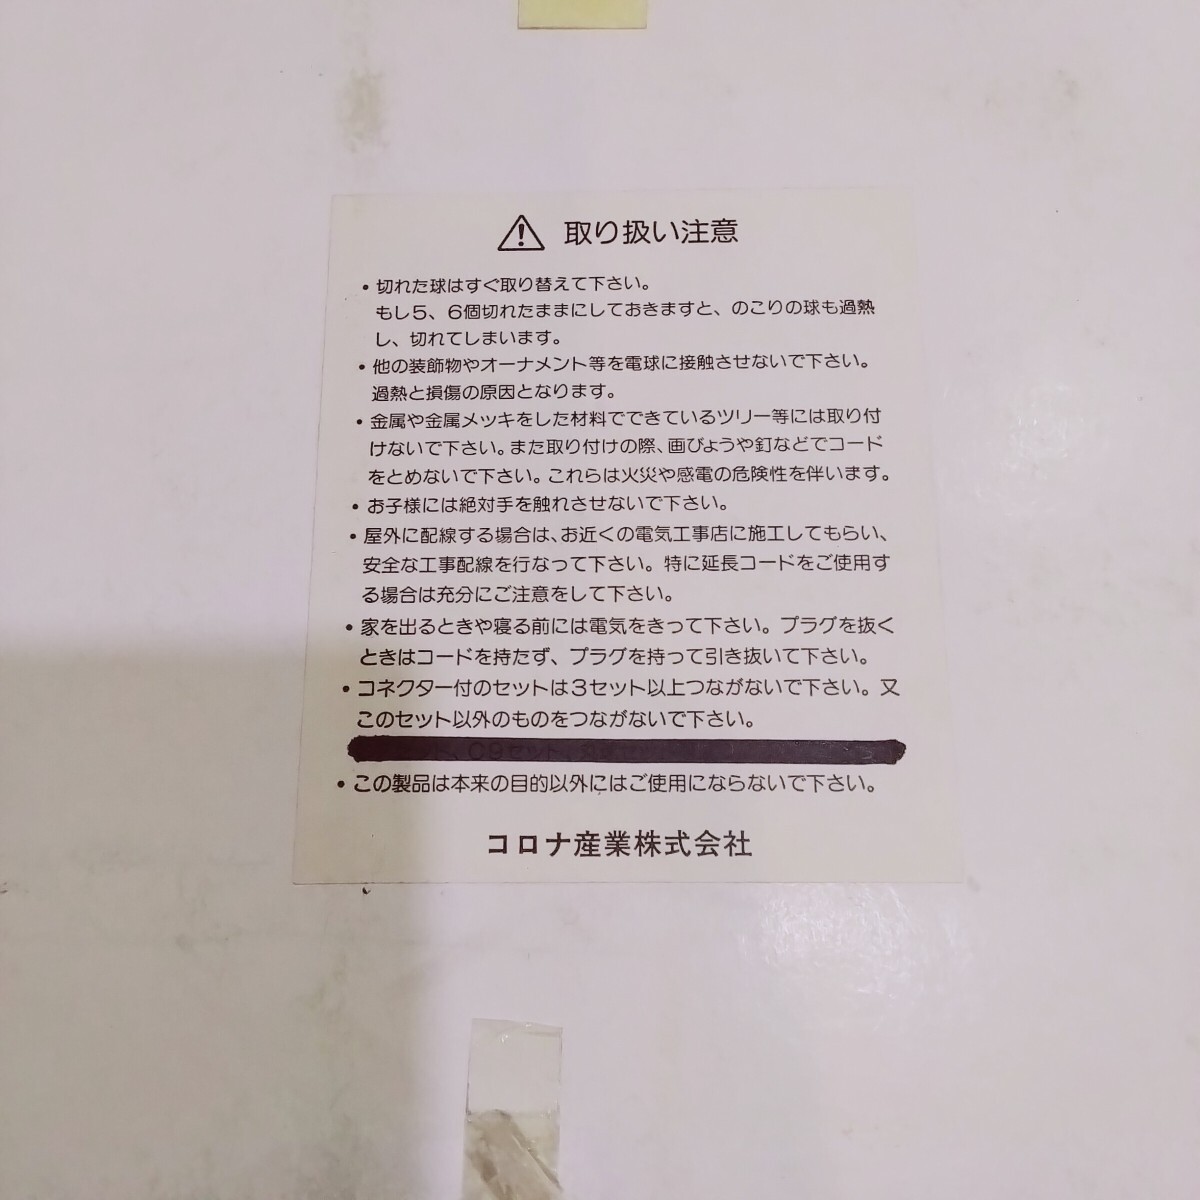 取り扱い注意
・切れた球はすぐ取り替えて下さい。
もし5、6個切れたままにしておきますと、のこりの球も過熱
し、切れてしまいます。
・他の装飾物やオーナメント等を電球に接触させないで下さい。
過熱と損傷の原因となります。
・金属や金属メッキをした材料でできているツリー等には取り付
けないで下さい。また取り付けの際、画びょうや釘などでコード
をとめないで下さい。これらは火災や感電の危険性を伴います。
・お子様には絶対手を触れさせないで下さい。
・屋外に配線する場合は、お近くの電気工事店に施工してもらい、
安全な工事配線を行なって下さい。特に延長コードをご使用す
る場合は充分にご注意をして下さい。
・家を出るときや寝る前には電気をきって下さい。プラグを抜く
ときはコードを持たず、プラグを持って引き抜いて下さい。
・コネクター付のセットは3セット以上つながないで下さい。又
このセット以外のものをつながないで下さい。
C9セット
・この製品は本来の目的以外にはご使用にならないで下さい。
コロナ産業株式会社